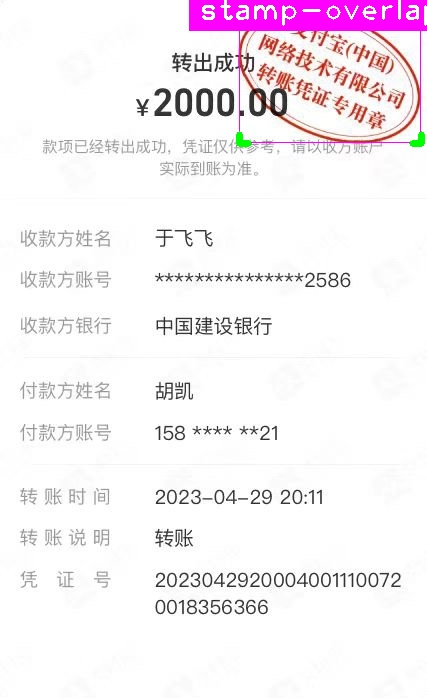 stamp-overlap
支付宝(中国)
网络技术有限公司
转账凭证专用章
转出成功
¥2000.00
款项已经转出成功，凭证仅供参考，请以收方账户
实际到账为准。
收款方姓名 于飞飞
收款方账号 ***************2586
收款方银行 中国建设银行
付款方姓名 胡凯
付款方账号 158 **** **21
转账时间 2023-04-29 20:11
转账说明 转账
凭证号 2023042920004001110072
0018356366